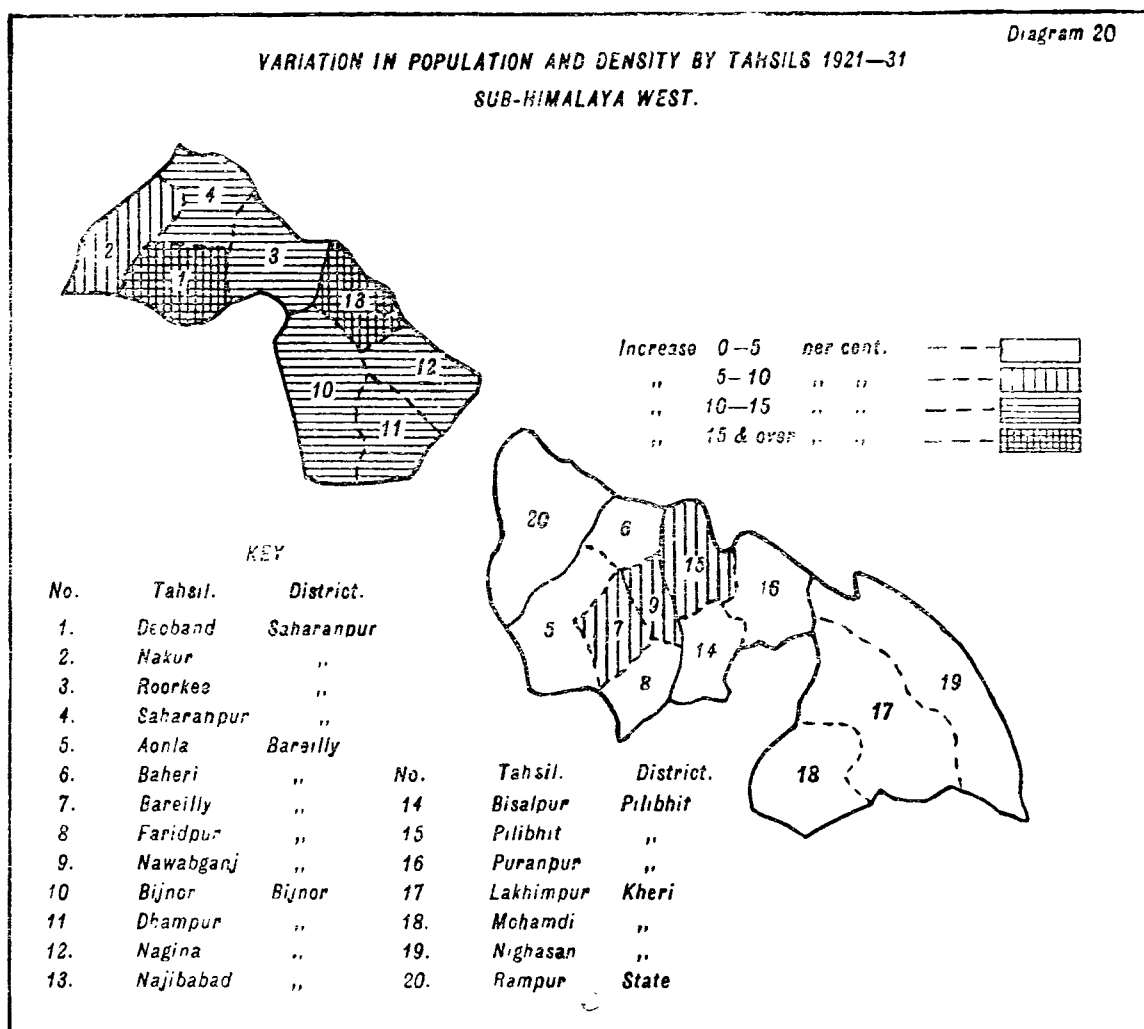 Diagram 20
VARIATION IN POPULATION AND DENSITY BY TAHSILS 1921—31
SUB-HIMALAYA WEST.
4
2
3
1
13
12
10
11
Increase 0—5 per cent.
„ 5—10 „ „
„ 10—15 „ „
„ 15 & over „ „
20
6
15
16
9
5
7
14
8
19
17
18
KEY
No. Tahsil. District.
1. Deoband Saharanpur
2. Nakur „
3. Roorkee „
4. Saharanpur „
5. Aonla Bareilly
6. Baheri „
7. Bareilly „
8 Faridpur „
9. Nawabganj „
10 Bijnor Bijnor
11 Dhampur „
12. Nagina „
13. Najibabad „
No. Tahsil. District.
14 Bisalpur Pilibhit
15 Pilibhit „
16 Puranpur „
17 Lakhimpur Kheri
18. Mohamdi „
19. Nighasan „
20. Rampur State